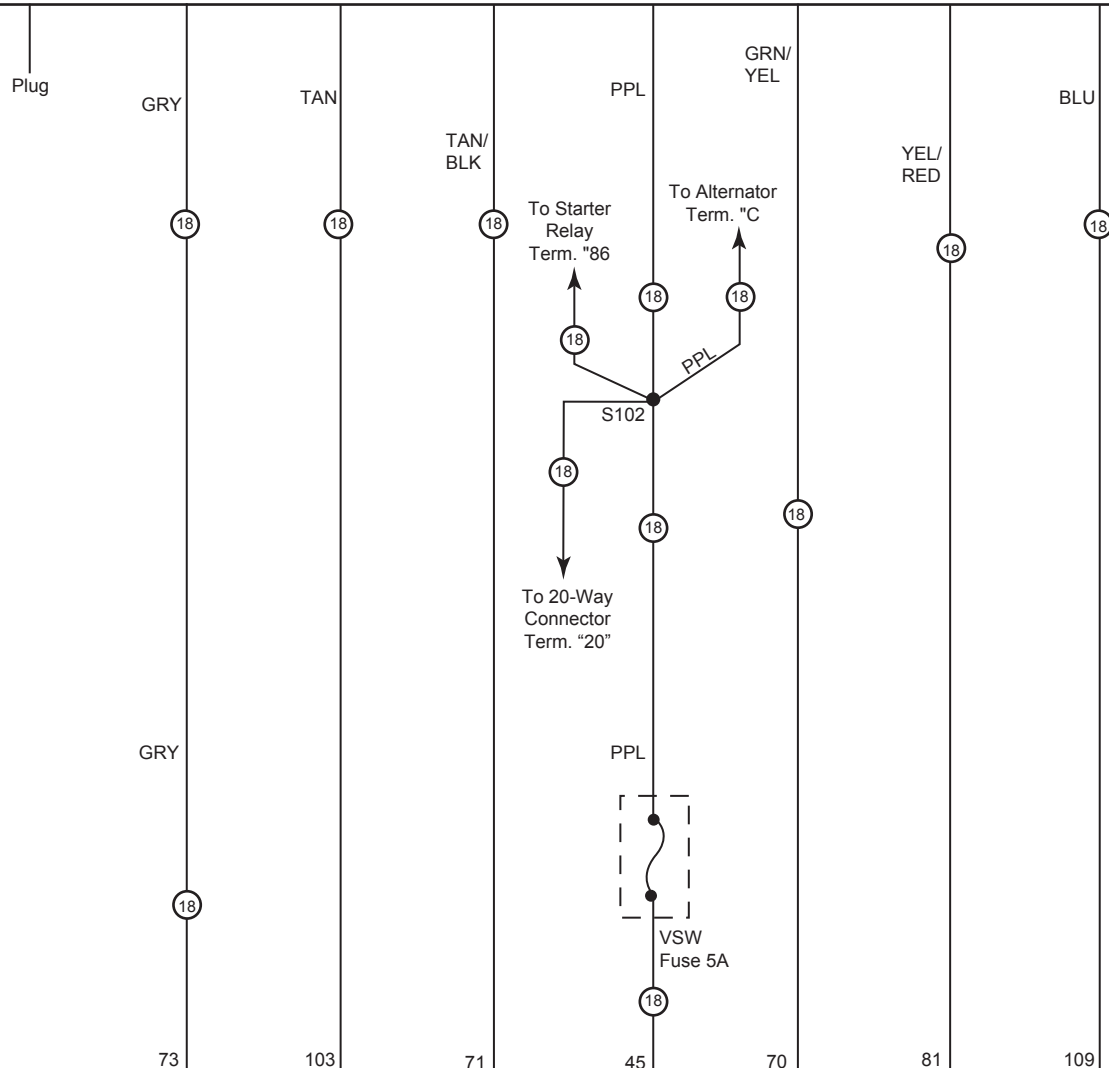 Plug
GRY
TAN
TAN/
BLK
PPL
GRN/
YEL
YEL/
RED
BLU
18
18
18
To Starter
Relay
Term. "86
To Alternator
Term. "C
18
18
18
18
18
PPL
S102
18
18
18
To 20-Way
Connector
Term. “20”
GRY
PPL
18
VSW
Fuse 5A
18
73
103
71
45
70
81
109